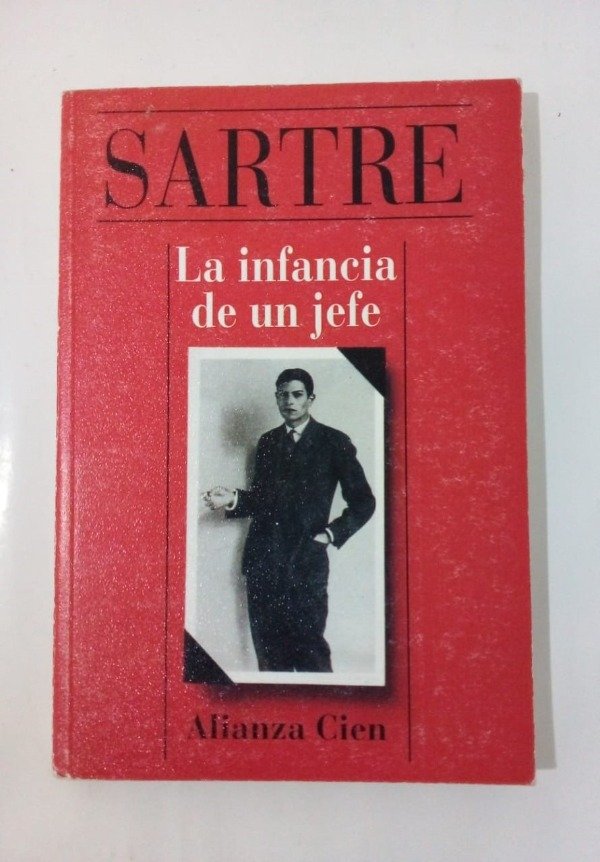 SARTRE
La infancia
de un jefe
Alianza Cien